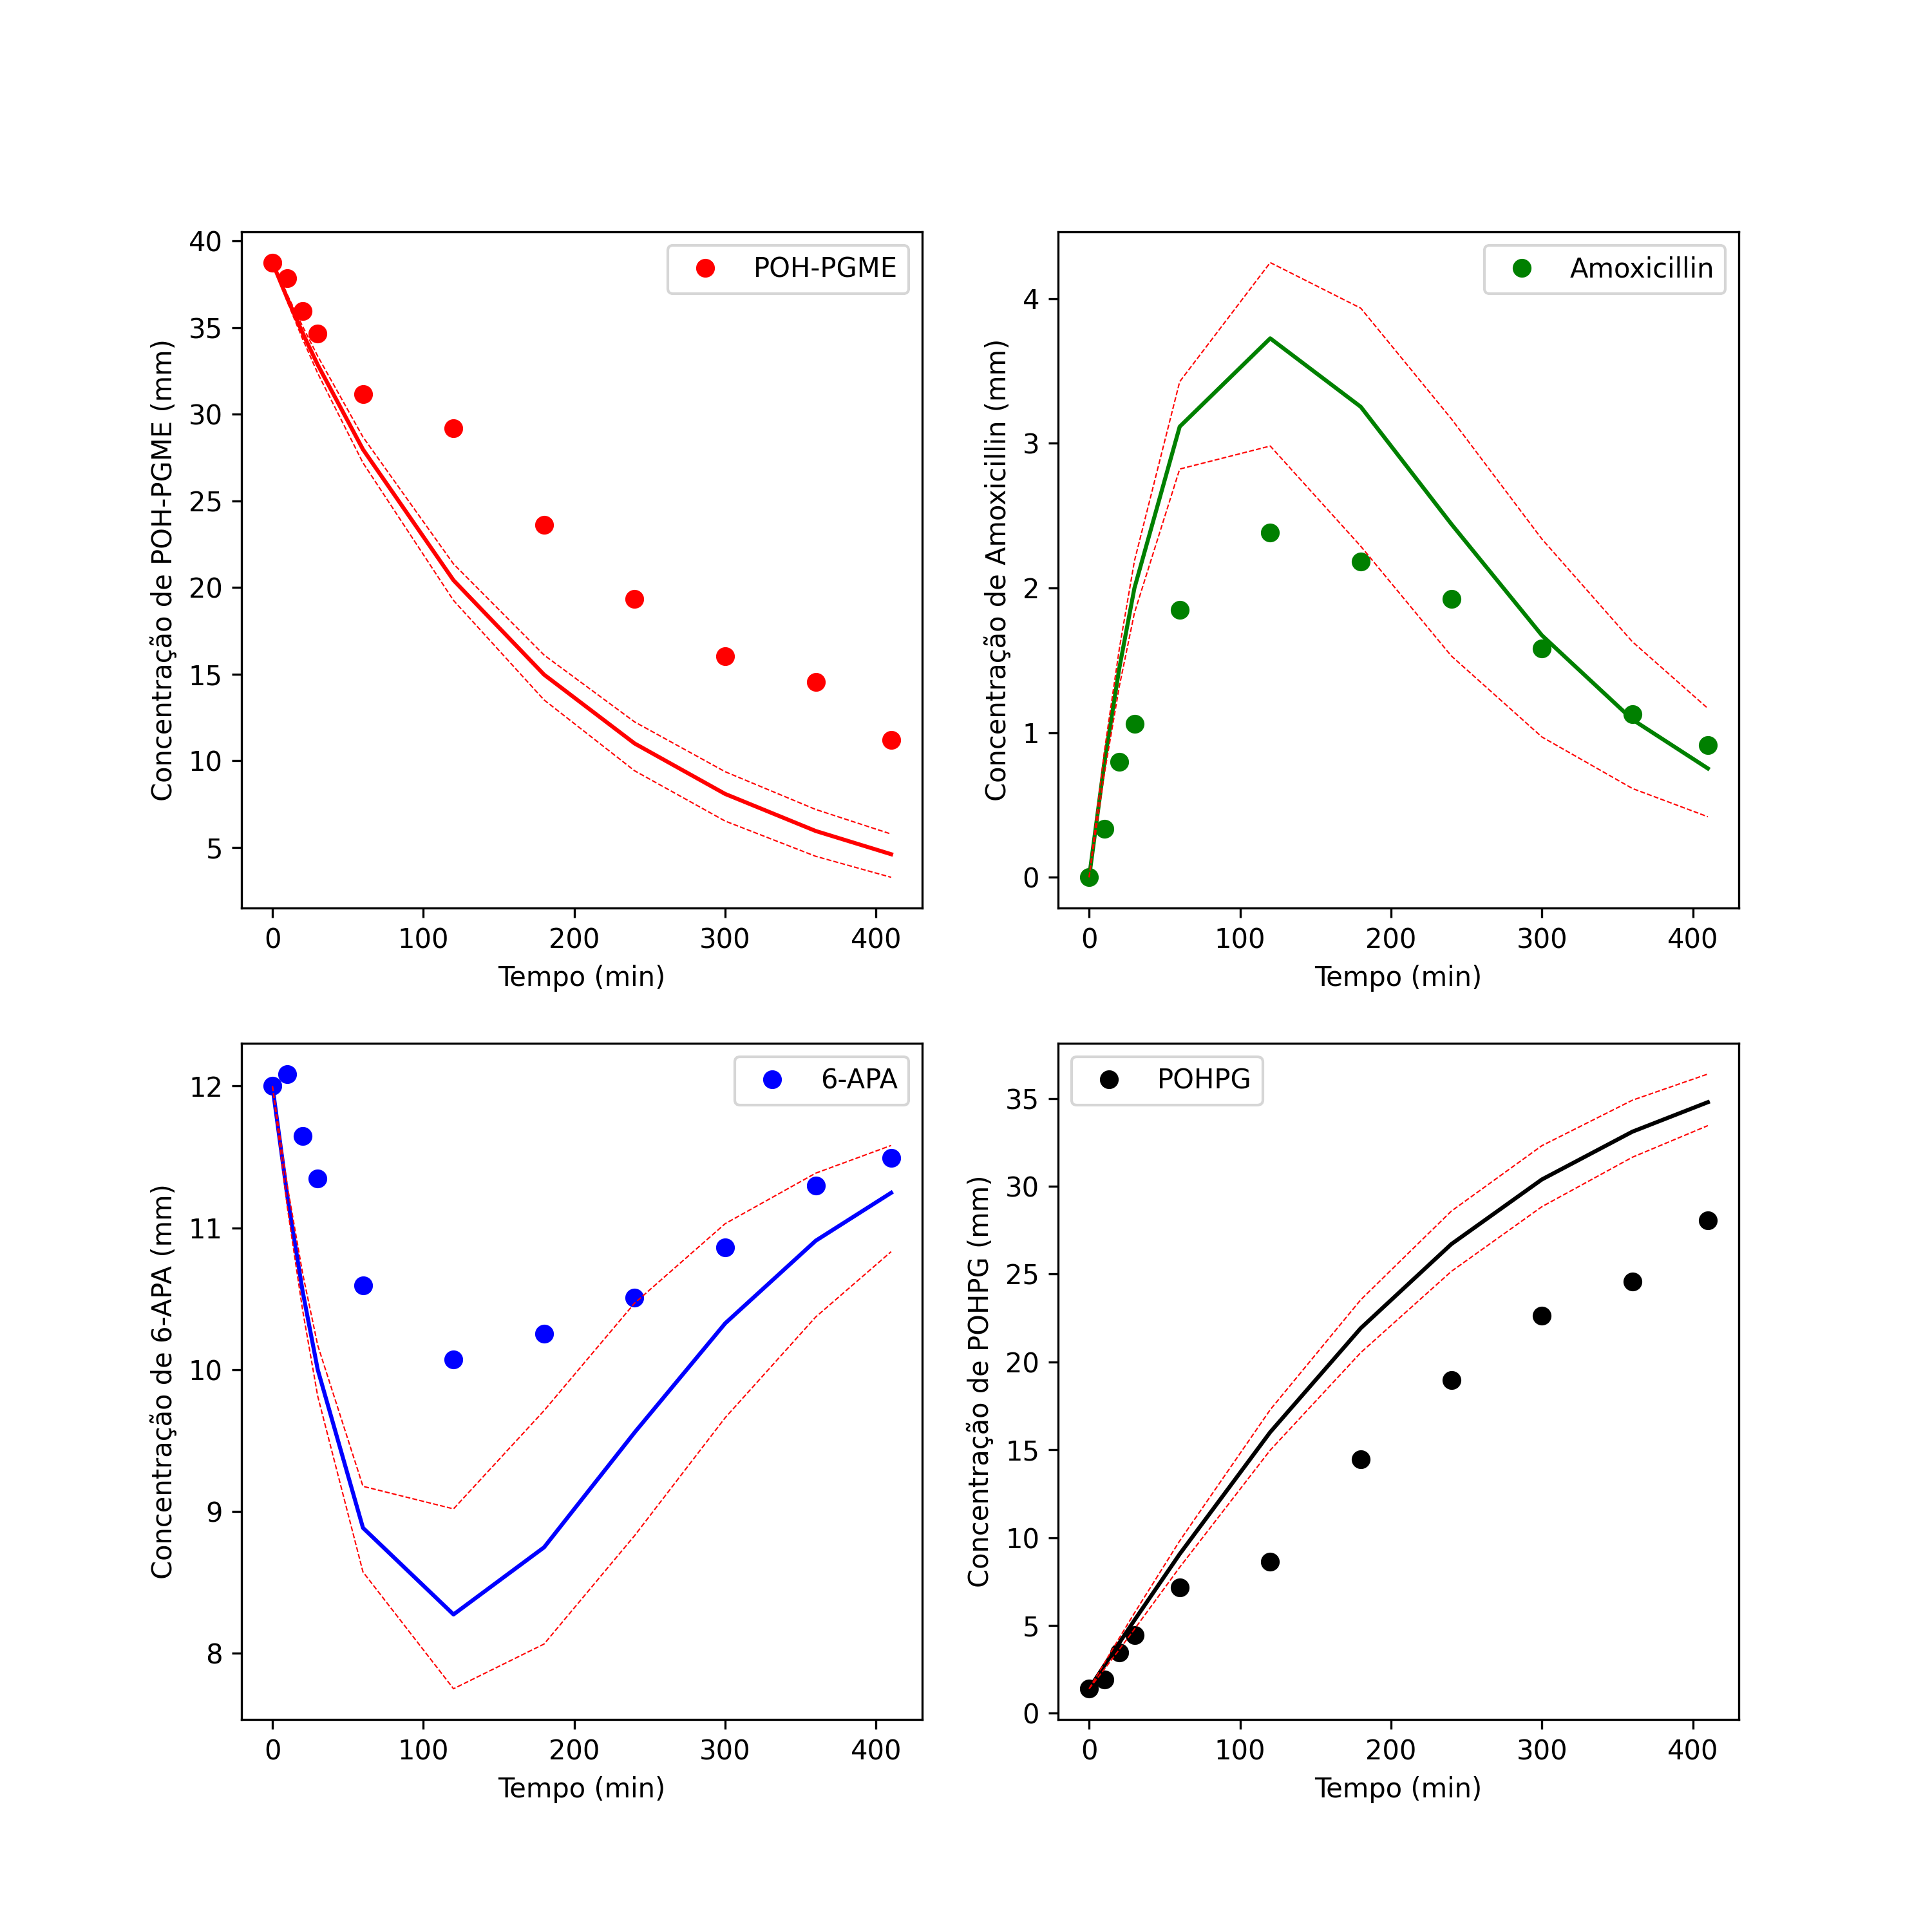 POH-PGME
Concentração de POH-PGME (mm)
40
35
30
25
20
15
10
5
0 100 200 300 400
Tempo (min)
Amoxicillin
Concentração de Amoxicillin (mm)
4
3
2
1
0
0 100 200 300 400
Tempo (min)
6-APA
Concentração de 6-APA (mm)
12
11
10
9
8
0 100 200 300 400
Tempo (min)
POHPG
Concentração de POHPG (mm)
35
30
25
20
15
10
5
0
0 100 200 300 400
Tempo (min)